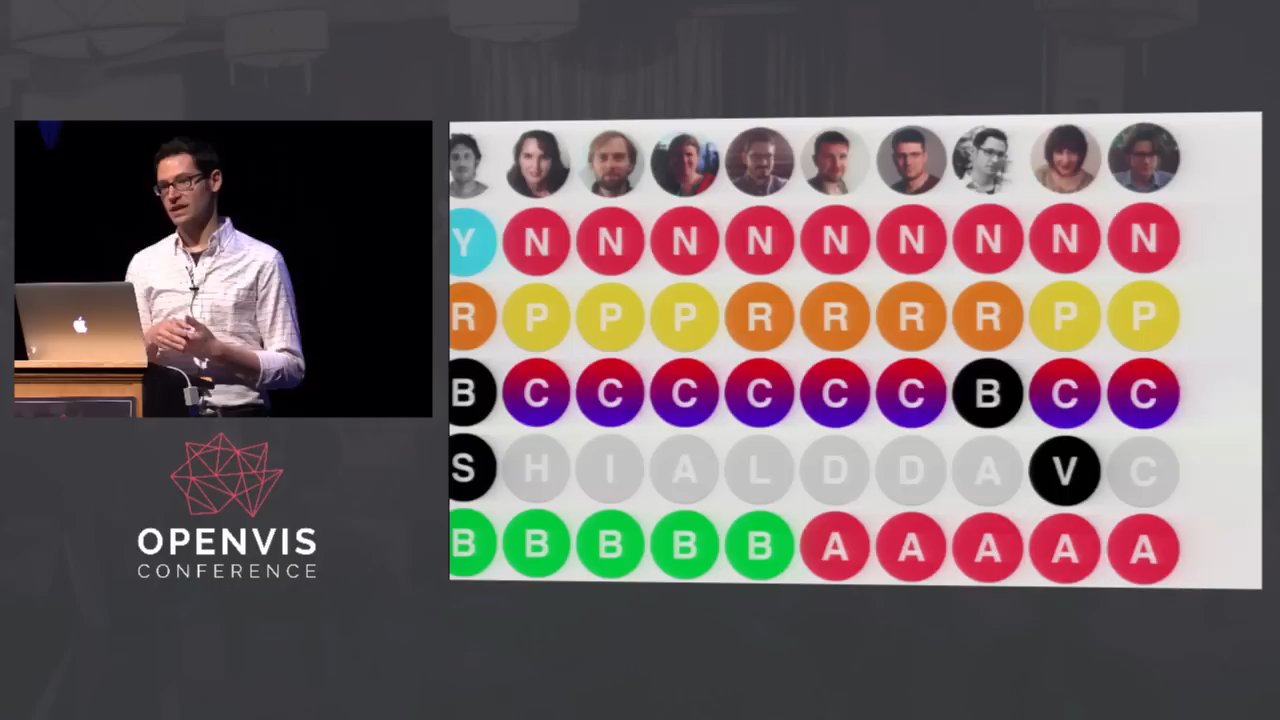 Y N N N N N N N N N
R P P P R R R R P P
B C C C C C C B C C
S H I A L D D A V C
B B B B B A A A A A
OPENVIS
CONFERENCE